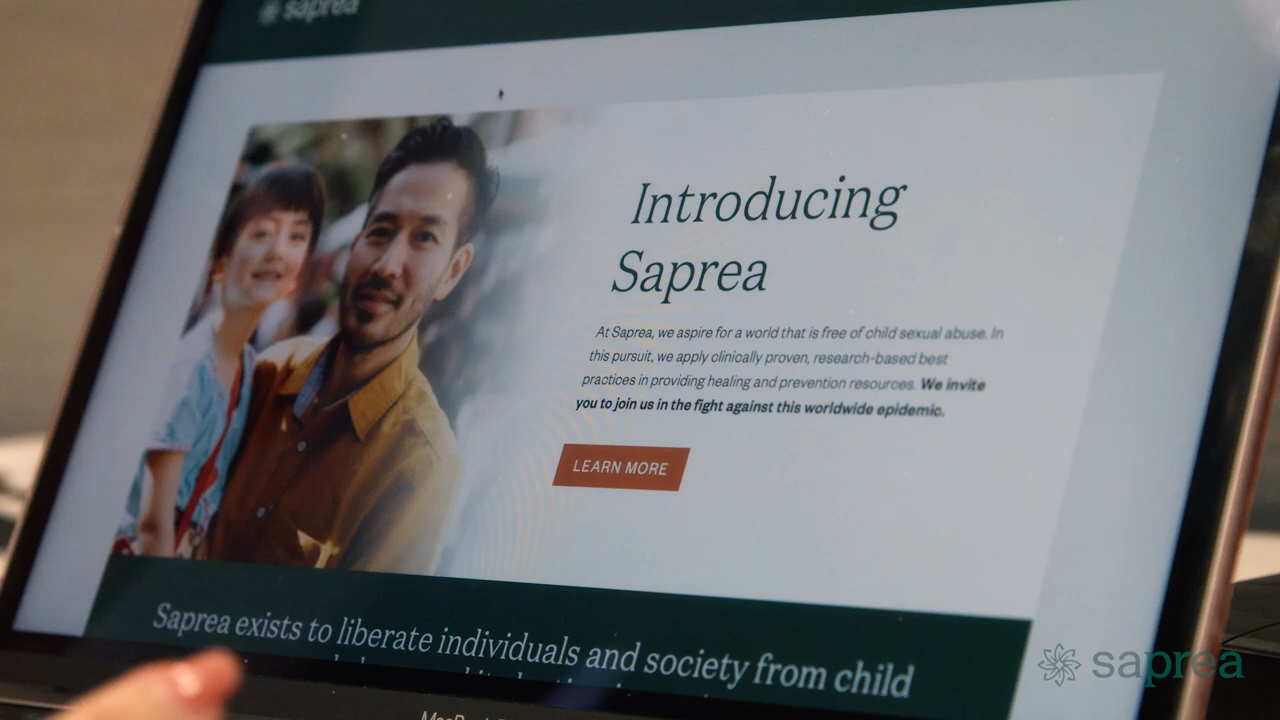 saprea
Introducing
Saprea
At Saprea, we aspire for a world that is free of child sexual abuse. In
this pursuit, we apply clinically proven, research-based best
practices in providing healing and prevention resources. We invite
you to join us in the fight against this worldwide epidemic.
LEARN MORE
Saprea exists to liberate individuals and society from child
MacBook
saprea